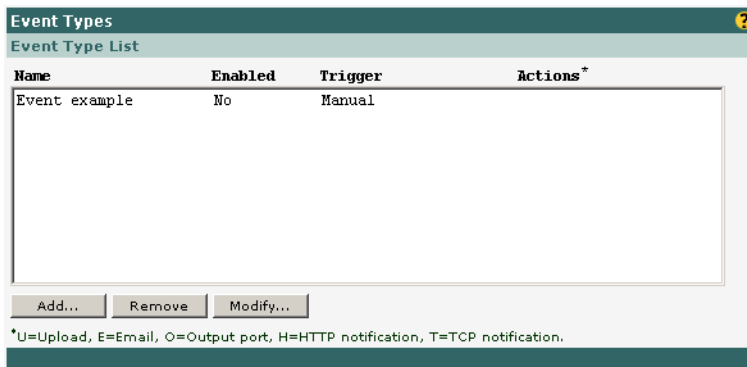 Event Types ?
Event Type List
Name Enabled Trigger Actions*
Event example No Manual
Add... Remove Modify...
*U=Upload, E=Email, O=Output port, H=HTTP notification, T=TCP notification.